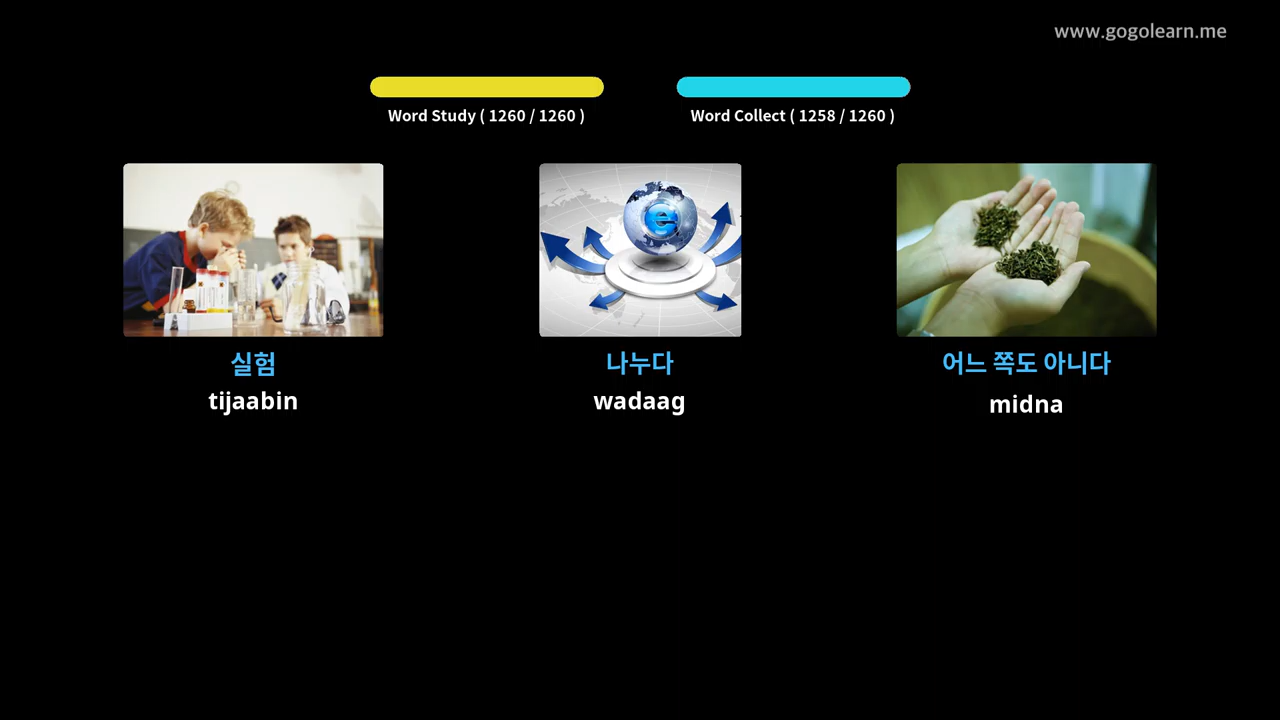 www.gogolearn.me
Word Study ( 1260 / 1260 )
Word Collect ( 1258 / 1260 )
e
실험
나누다
어느 쪽도 아니다
tijaabin
wadaag
midna